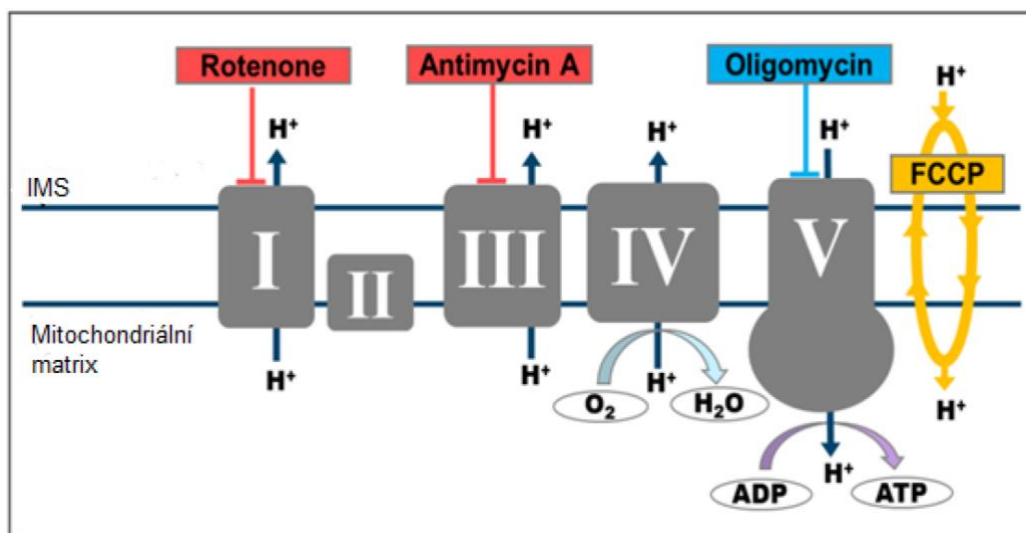 Rotenone
Antimycin A
Oligomycin
H⁺
H⁺
H⁺
H⁺
H⁺
IMS
FCCP
I
II
III
IV
V
Mitochondriální
matrix
H⁺
H⁺
H⁺
O₂
H₂O
H⁺
H⁺
ADP
ATP